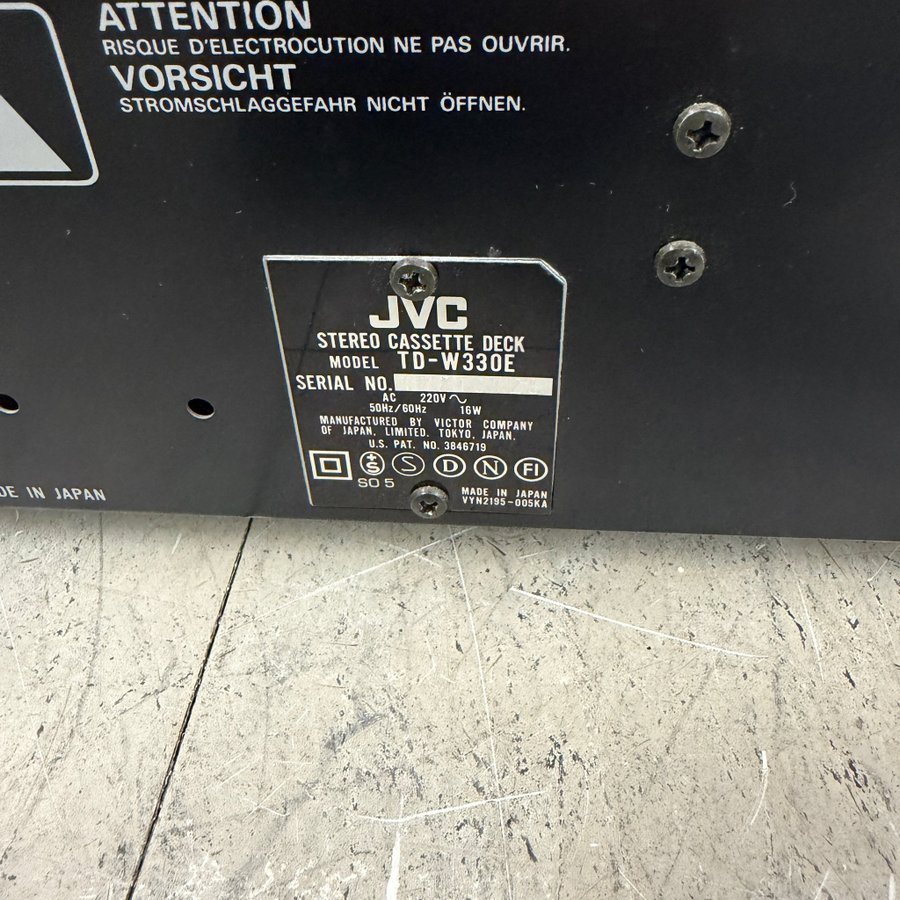 ATTENTION
RISQUE D'ELECTROCUTION NE PAS OUVRIR.
VORSICHT
STROMSCHLAGGEFAHR NICHT ÖFFNEN.
JVC
STEREO CASSETTE DECK
MODEL TD-W330E
SERIAL NO.
AC 220V~
50Hz/60Hz 16W
MANUFACTURED BY VICTOR COMPANY
OF JAPAN, LIMITED. TOKYO, JAPAN.
U.S. PAT. NO. 3846719
S S D N FI
SO 5
MADE IN JAPAN
VYN2195-005KA
DE IN JAPAN